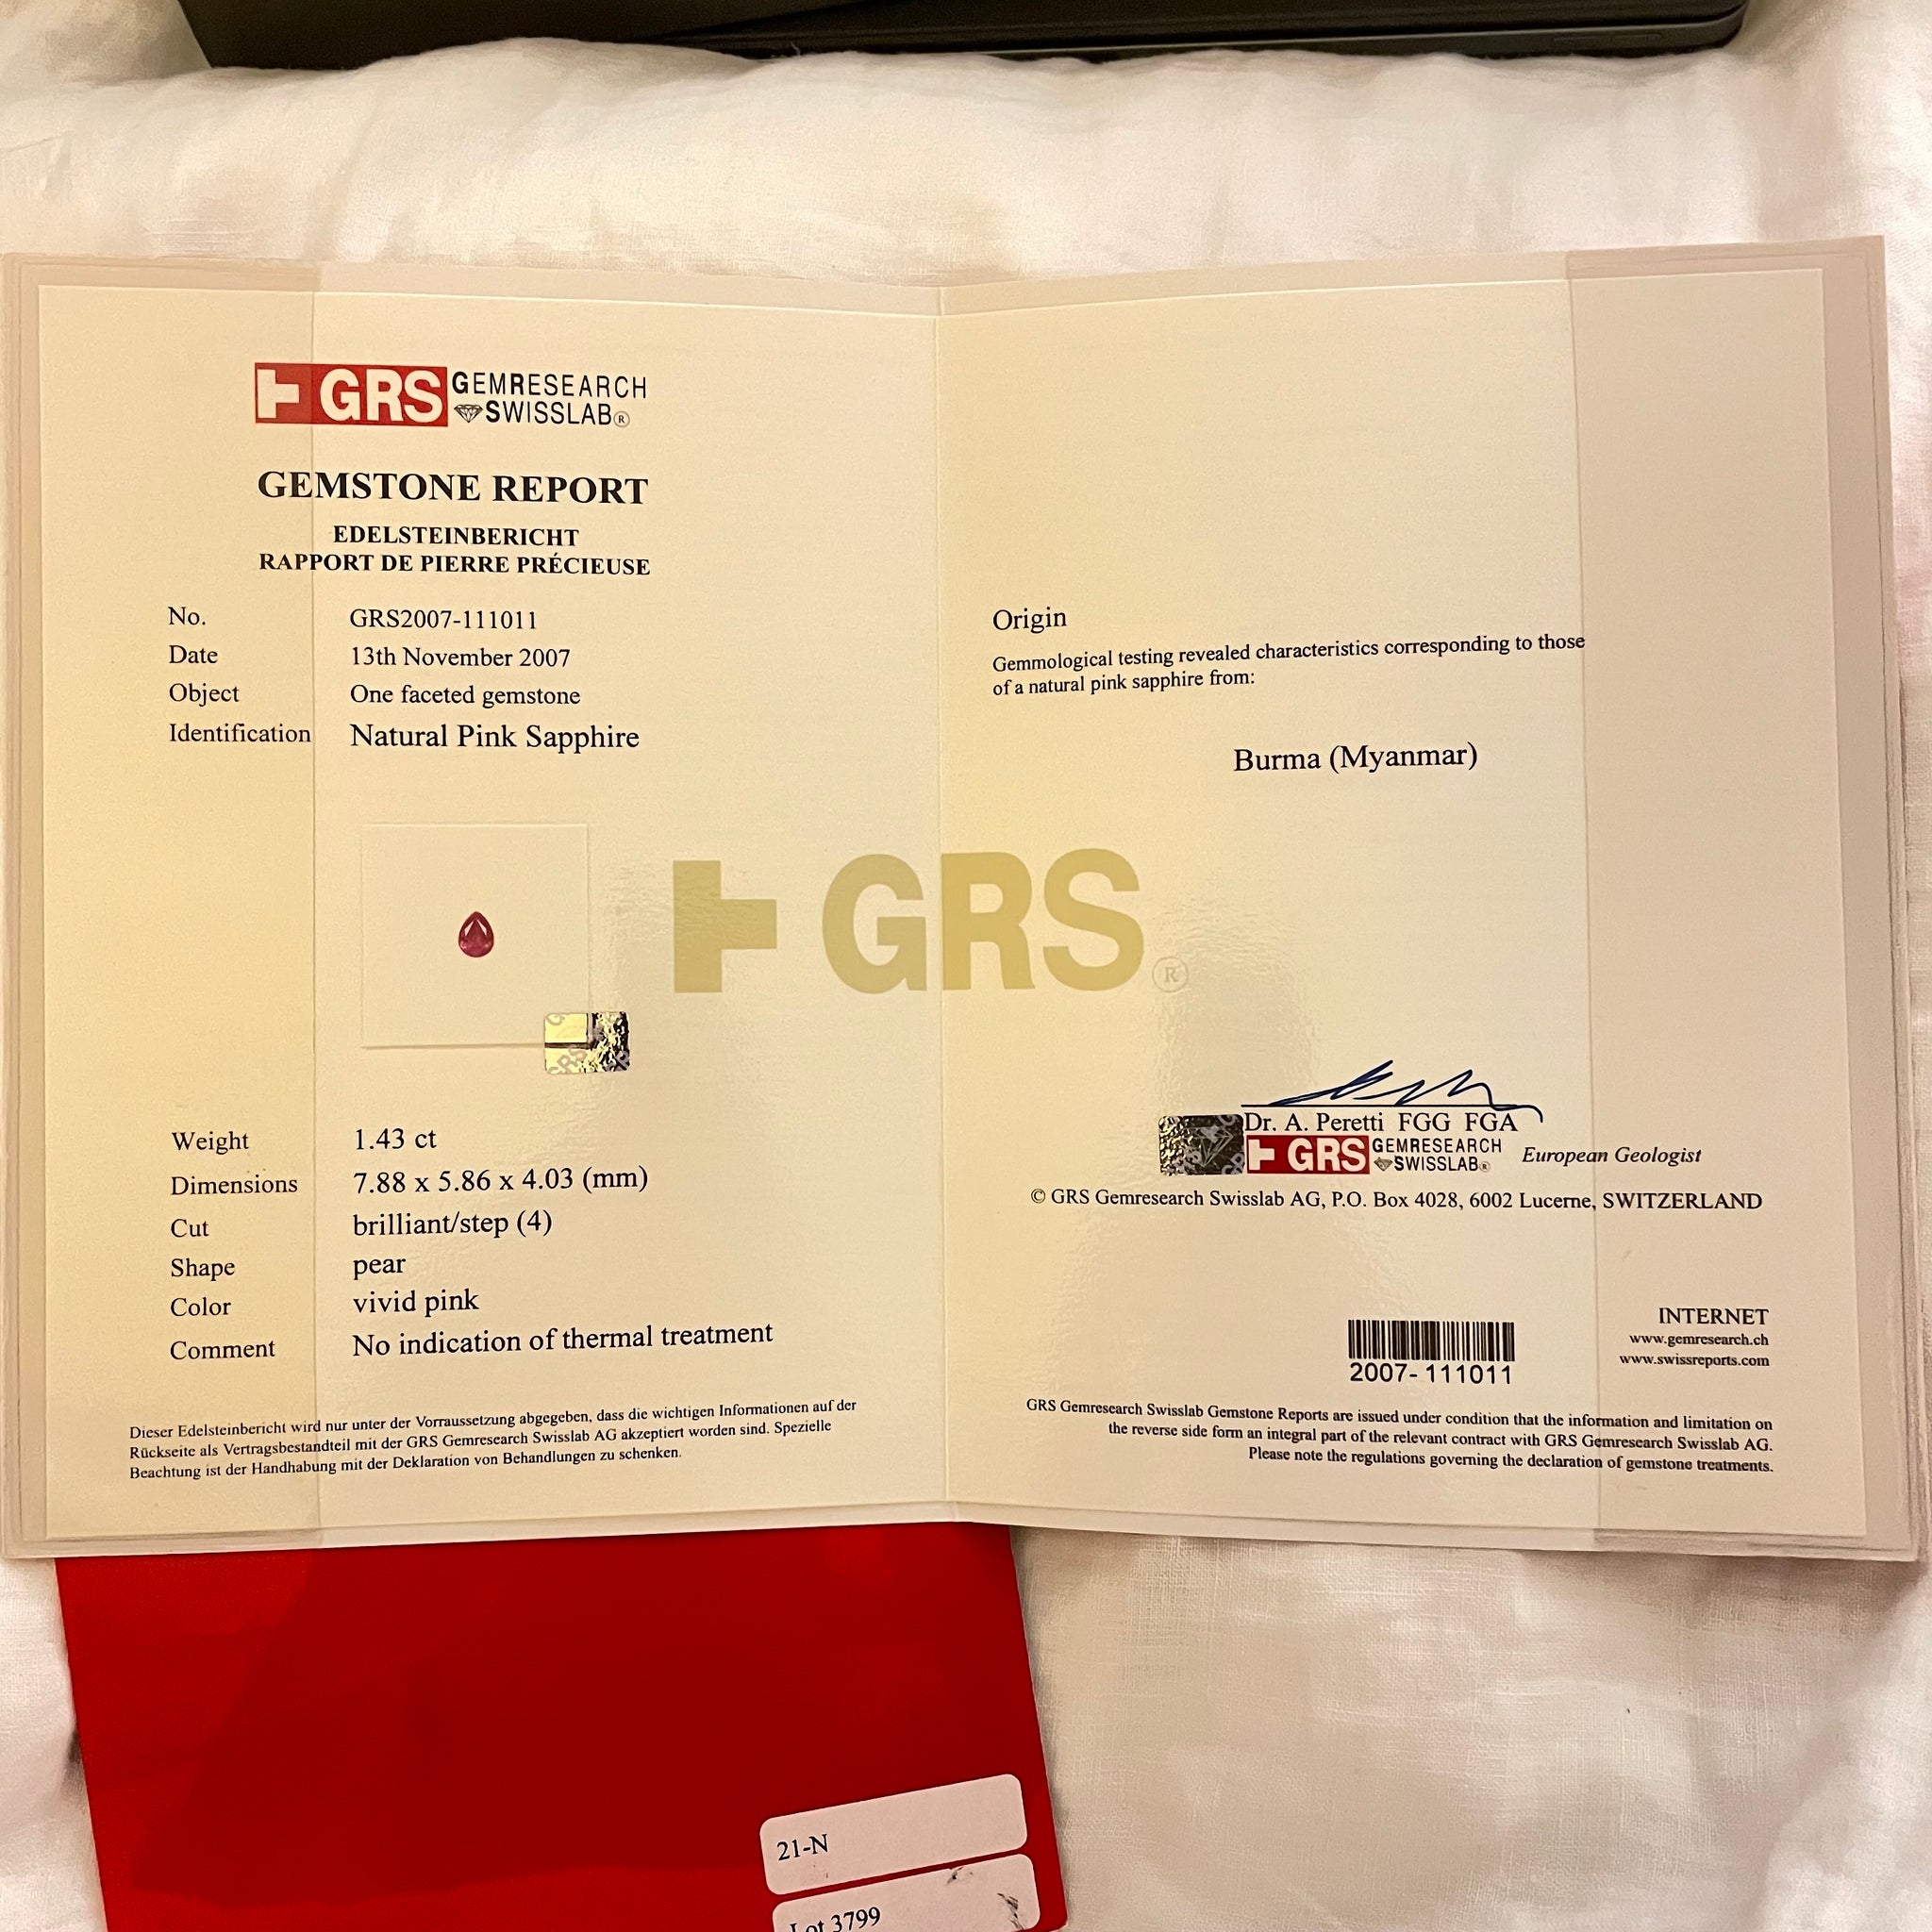 GRS GEMRESEARCH
SWISSLAB®
GEMSTONE REPORT
EDELSTEINBERICHT
RAPPORT DE PIERRE PRÉCIEUSE
No. GRS2007-111011
Date 13th November 2007
Object One faceted gemstone
Identification Natural Pink Sapphire
Weight 1.43 ct
Dimensions 7.88 x 5.86 x 4.03 (mm)
Cut brilliant/step (4)
Shape pear
Color vivid pink
Comment No indication of thermal treatment
Dieser Edelsteinbericht wird nur unter der Vorraussetzung abgegeben, dass die wichtigen Informationen auf der
Rückseite als Vertragsbestandteil mit der GRS Gemresearch Swisslab AG akzeptiert worden sind. Spezielle
Beachtung ist der Handhabung mit der Deklaration von Behandlungen zu schenken.
GRS®
Origin
Gemmological testing revealed characteristics corresponding to those
of a natural pink sapphire from:
Burma (Myanmar)
Dr. A. Peretti FGG FGA
GRS GEMRESEARCH
SWISSLAB®
European Geologist
© GRS Gemresearch Swisslab AG, P.O. Box 4028, 6002 Lucerne, SWITZERLAND
INTERNET
www.gemresearch.ch
www.swissreports.com
2007-111011
GRS Gemresearch Swisslab Gemstone Reports are issued under condition that the information and limitation on
the reverse side form an integral part of the relevant contract with GRS Gemresearch Swisslab AG.
Please note the regulations governing the declaration of gemstone treatments.
21-N
Lot 3799